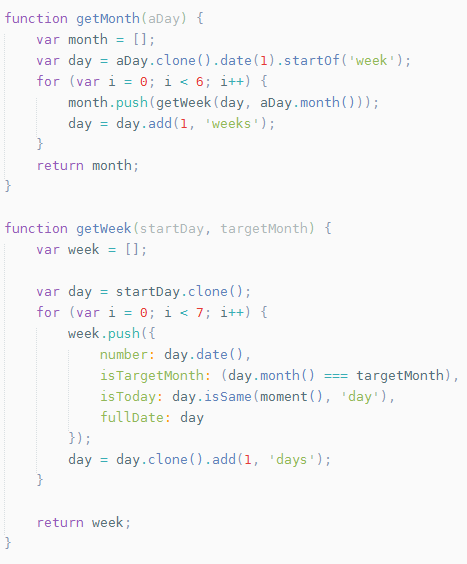 function getMonth(aDay) {
    var month = [];
    var day = aDay.clone().date(1).startOf('week');
    for (var i = 0; i < 6; i++) {
        month.push(getWeek(day, aDay.month()));
        day = day.add(1, 'weeks');
    }
    return month;
}

function getWeek(startDay, targetMonth) {
    var week = [];

    var day = startDay.clone();
    for (var i = 0; i < 7; i++) {
        week.push({
            number: day.date(),
            isTargetMonth: (day.month() === targetMonth),
            isToday: day.isSame(moment(), 'day'),
            fullDate: day
        });
        day = day.clone().add(1, 'days');
    }

    return week;
}